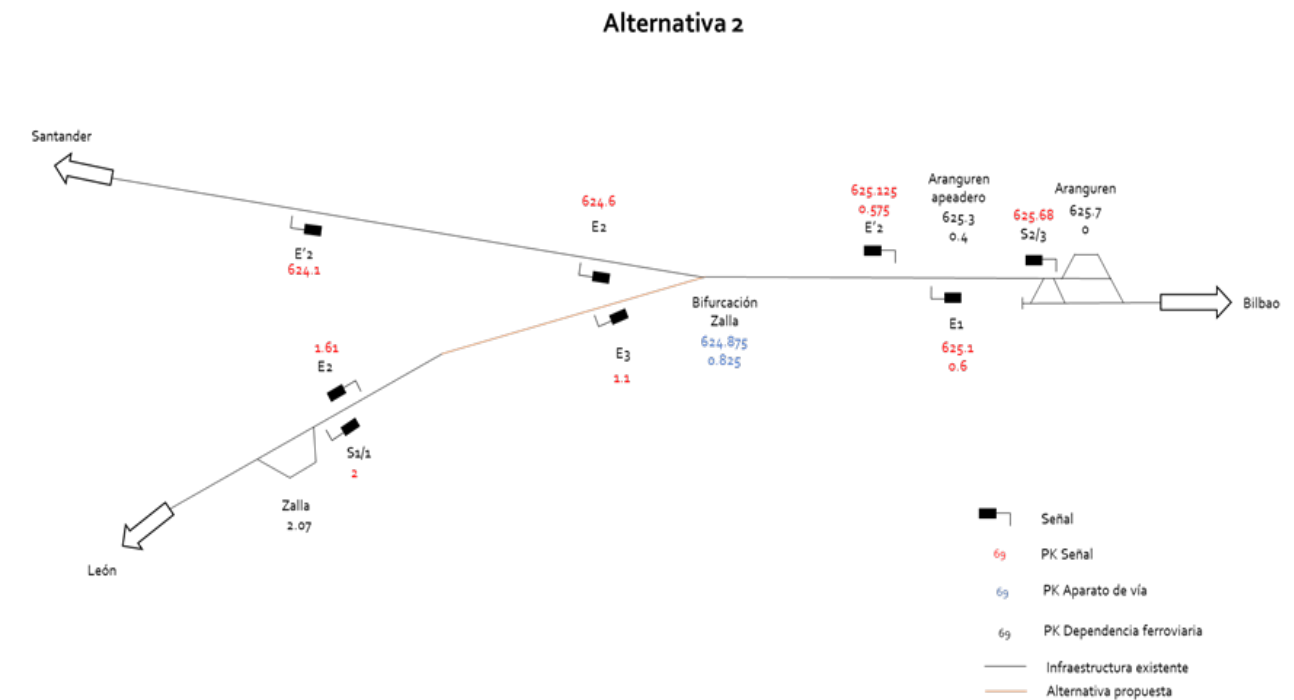 Alternativa 2
Santander
E'2
624.1
624.6
E2
625.125
0.575
E'2
Aranguren
apeadero
625.3
0.4
625.68
S2/3
Aranguren
625.7
0
Bilbao
Bifurcación
Zalla
624.875
0.825
E1
625.1
0.6
E3
1.1
1.61
E2
S1/1
2
Zalla
2.07
León
Señal
69 PK Señal
69 PK Aparato de vía
69 PK Dependencia ferroviaria
Infraestructura existente
Alternativa propuesta